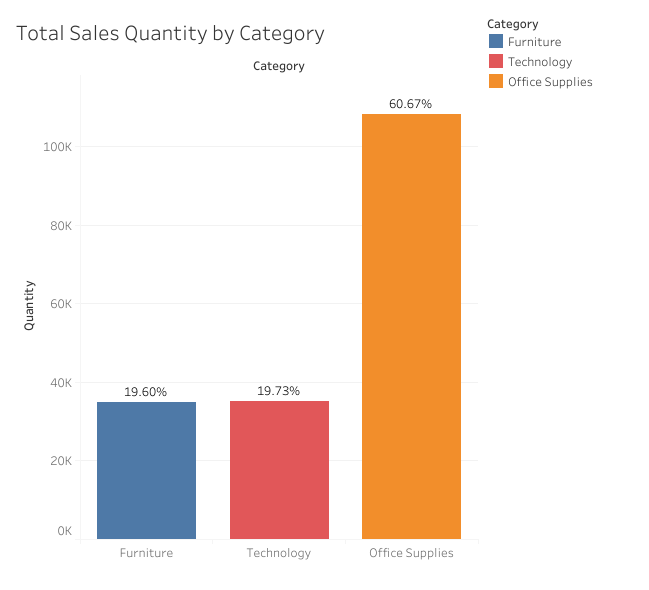 Total Sales Quantity by Category
Category
Furniture
Technology
Office Supplies
Category
60.67%
100K
80K
60K
Quantity
40K
19.60%
19.73%
20K
0K
Furniture
Technology
Office Supplies